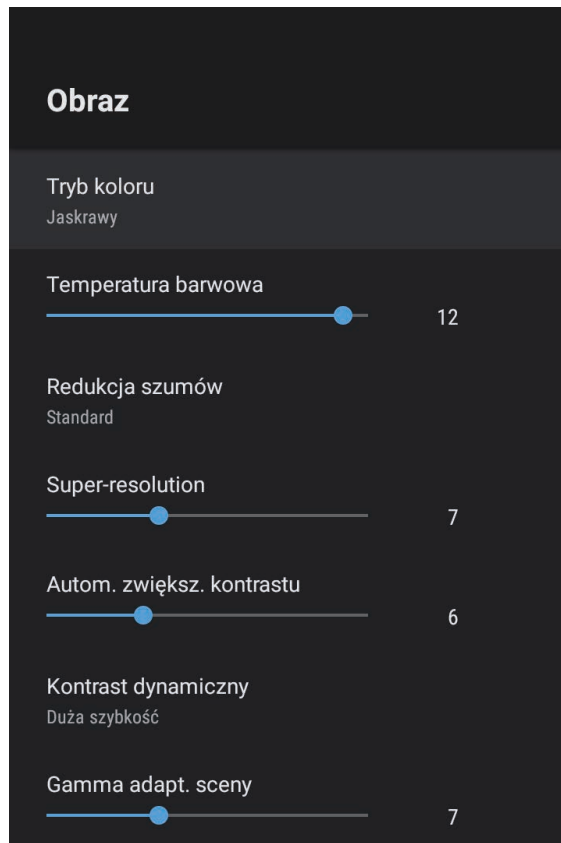 Obraz
Tryb koloru
Jaskrawy
Temperatura barwowa
12
Redukcja szumów
Standard
Super-resolution
7
Autom. zwiększ. kontrastu
6
Kontrast dynamiczny
Duża szybkość
Gamma adapt. sceny
7